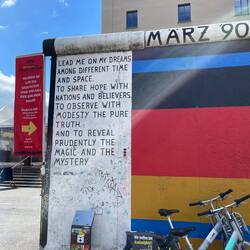 MÄRZ 90
LEAD ME ON MY DREAMS
AMONG DIFFERENT TIME
AND SPACE.
TO SHARE HOPE WITH
NATIONS AND BELIEVERS.
TO OBSERVE WITH
MODESTY THE PURE
TRUTH
AND TO REVEAL
PRUDENTLY THE
MAGIC AND THE
MYSTERY